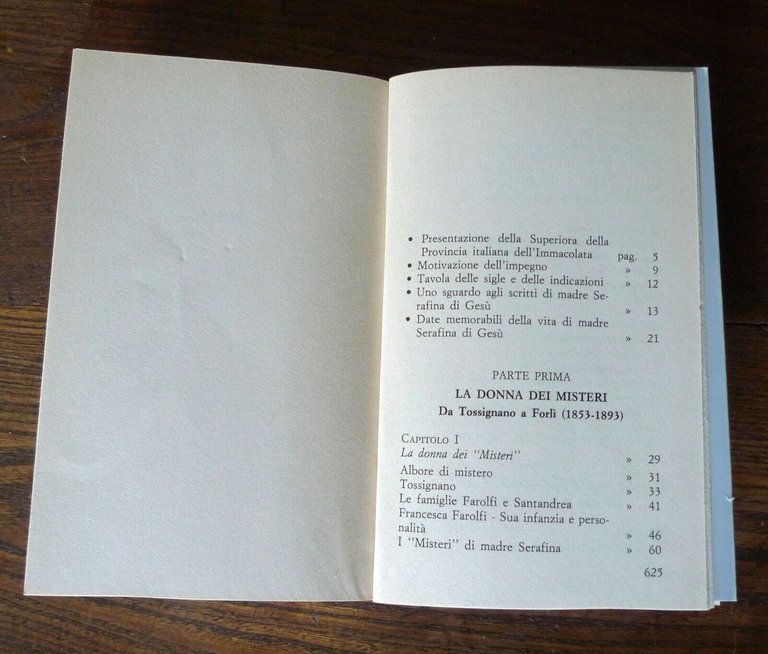 • Presentazione della Superiora della
Provincia italiana dell'Immacolata pag. 5
• Motivazione dell'impegno » 9
• Tavola delle sigle e delle indicazioni » 12
• Uno sguardo agli scritti di madre Se-
rafina di Gesù » 13
• Date memorabili della vita di madre
Serafina di Gesù » 21
PARTE PRIMA
LA DONNA DEI MISTERI
Da Tossignano a Forlì (1853-1893)
CAPITOLO I
La donna dei "Misteri" » 29
Albore di mistero » 31
Tossignano » 33
Le famiglie Farolfi e Santandrea » 41
Francesca Farolfi - Sua infanzia e perso-
nalità » 46
I "Misteri" di madre Serafina » 60
625